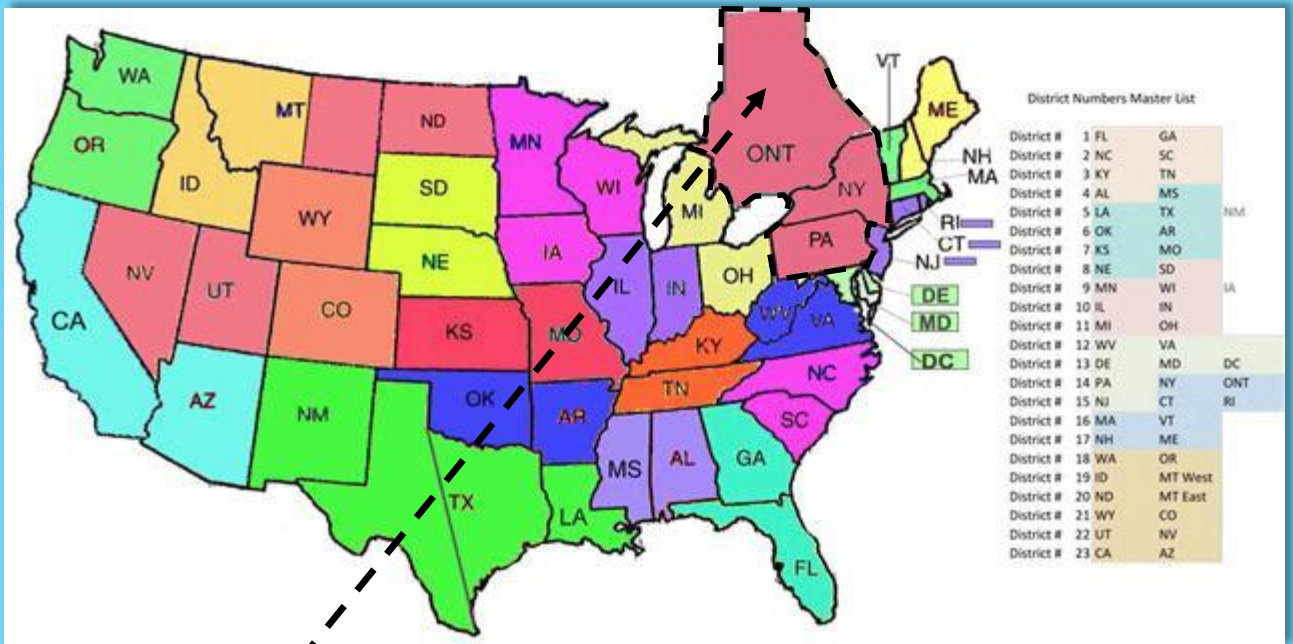 VT
WA
MT
ND
MN
ME
OR
ONT
NH
MA
ID
SD
WI
NY
WY
MI
RI
PA
CT
NV
NE
IA
NJ
UT
OH
IL
IN
DE
CO
WV
VA
MD
CA
KS
MO
KY
DC
AZ
NM
OK
TN
NC
AR
SC
MS
AL
GA
TX
LA
FL
District Numbers Master List
District # 1 FL GA
District # 2 NC SC
District # 3 KY TN
District # 4 AL MS
District # 5 LA TX NM
District # 6 OK AR
District # 7 KS MO
District # 8 NE SD
District # 9 MN WI IA
District # 10 IL IN
District # 11 MI OH
District # 12 WV VA
District # 13 DE MD DC
District # 14 PA NY ONT
District # 15 NJ CT RI
District # 16 MA VT
District # 17 NH ME
District # 18 WA OR
District # 19 ID MT West
District # 20 ND MT East
District # 21 WY CO
District # 22 UT NV
District # 23 CA AZ